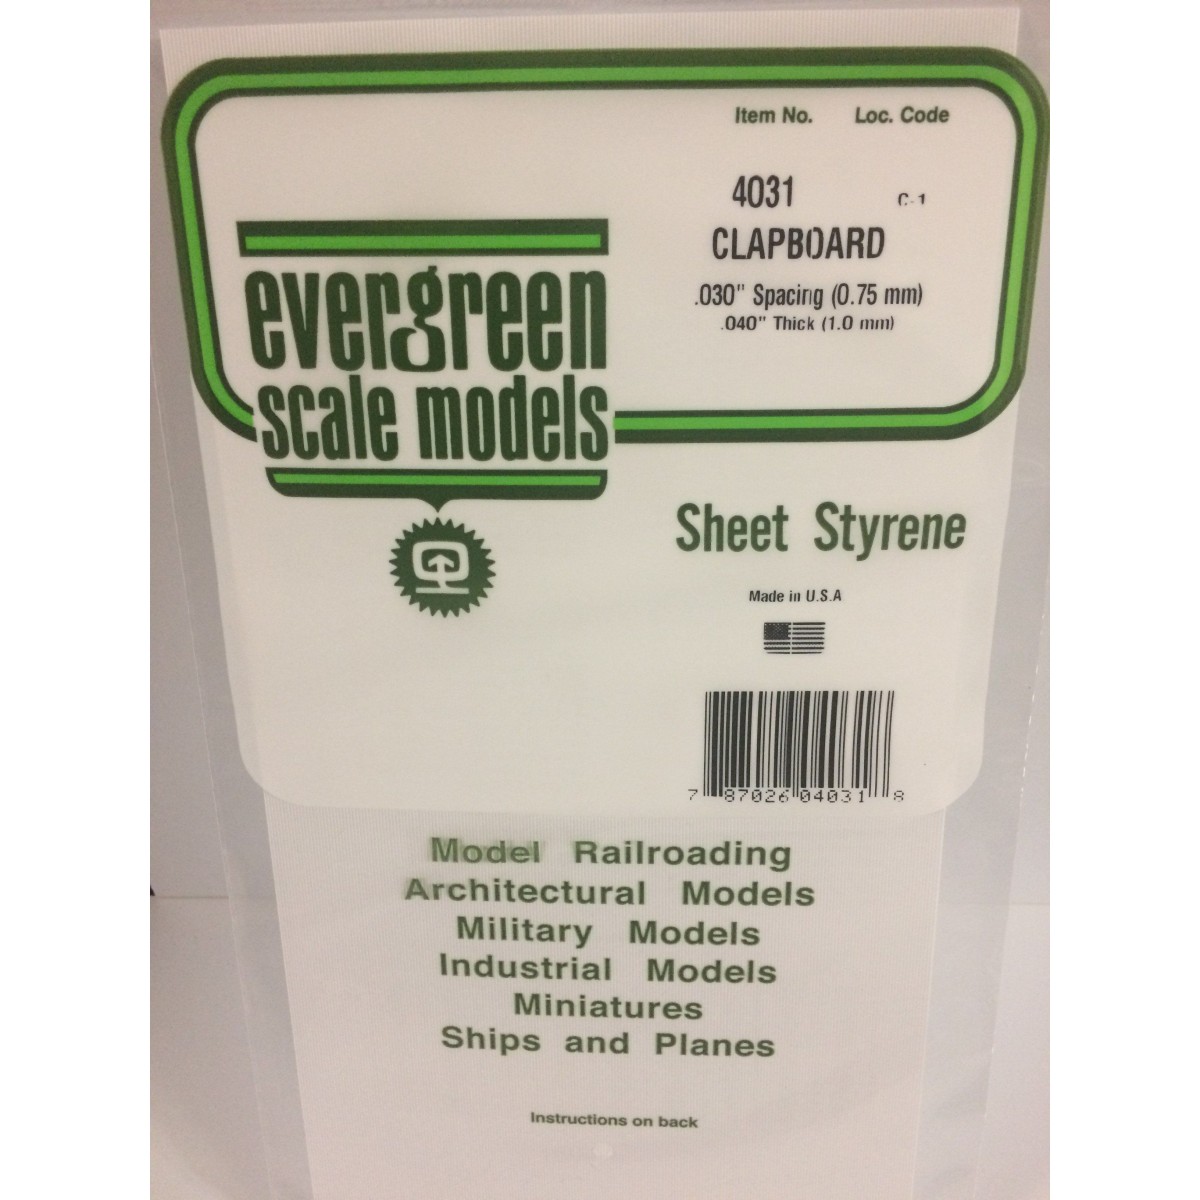 Item No. Loc. Code
4031 C-1
CLAPBOARD
.030" Spacing (0.75 mm)
.040" Thick (1.0 mm)
evergreen
scale models
Sheet Styrene
Made in U.S.A
7 87026 04031 8
Model Railroading
Architectural Models
Military Models
Industrial Models
Miniatures
Ships and Planes
Instructions on back